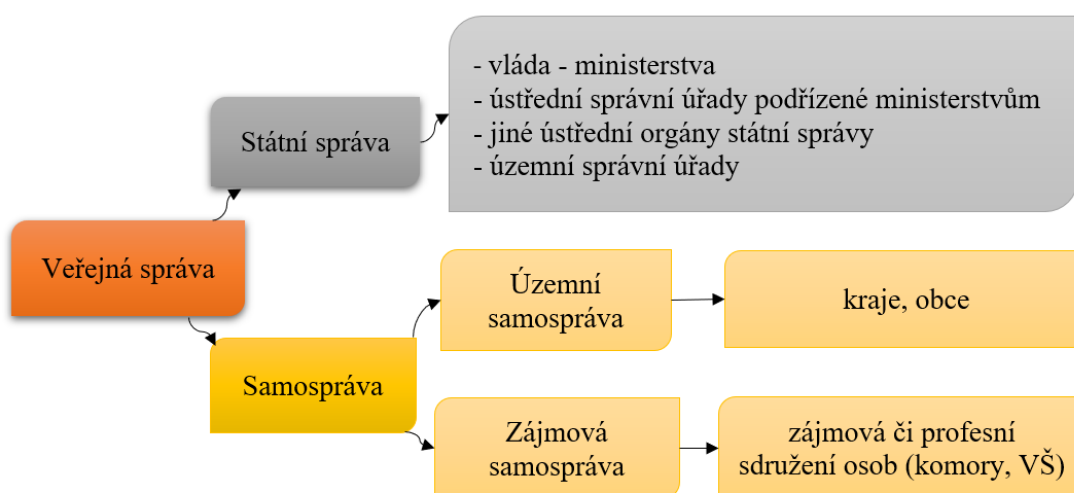 - vláda - ministerstva
- ústřední správní úřady podřízené ministerstvům
- jiné ústřední orgány státní správy
- územní správní úřady
Státní správa
Veřejná správa
Územní
samospráva
kraje, obce
Samospráva
Zájmová
samospráva
zájmová či profesní
sdružení osob (komory, VŠ)